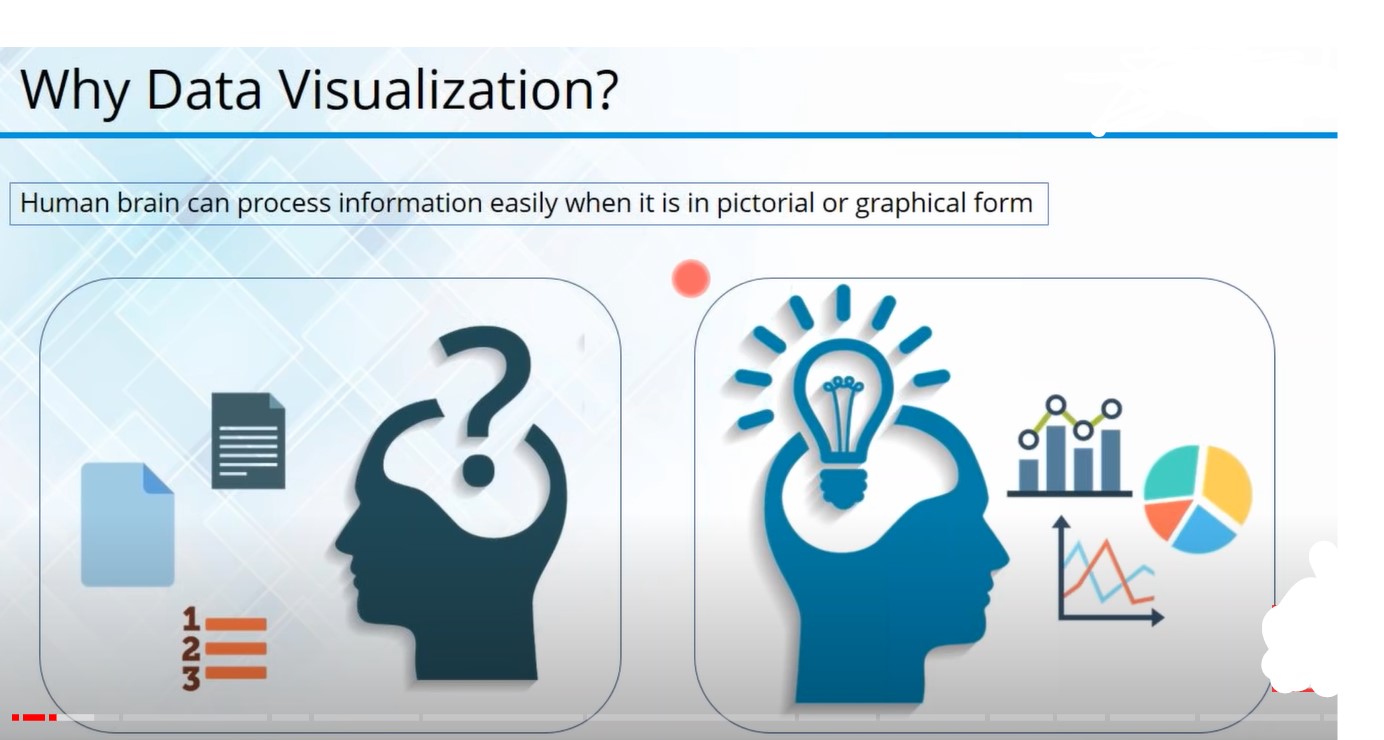 Why Data Visualization?
Human brain can process information easily when it is in pictorial or graphical form
1
2
3